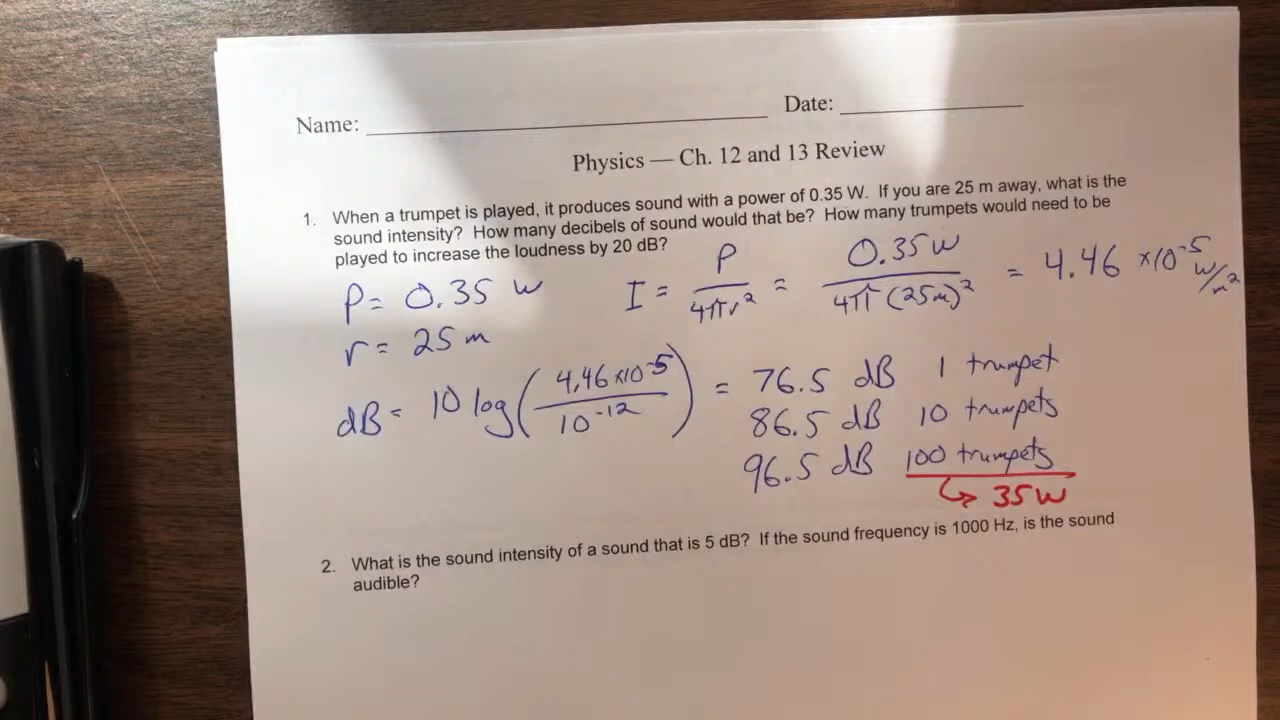 Name: ____________ Date: ____________
Physics — Ch. 12 and 13 Review
1. When a trumpet is played, it produces sound with a power of 0.35 W. If you are 25 m away, what is the
sound intensity? How many decibels of sound would that be? How many trumpets would need to be
played to increase the loudness by 20 dB?
P = 0.35 W
r = 25 m
I = P / 4πr² = 0.35 W / 4π (25m)² = 4.46 ×10⁻⁵ W/m²
dB = 10 log( 4.46×10⁻⁵ / 10⁻¹² ) = 76.5 dB 1 trumpet
86.5 dB 10 trumpets
96.5 dB 100 trumpets
↳ 35 W
2. What is the sound intensity of a sound that is 5 dB? If the sound frequency is 1000 Hz, is the sound
audible?